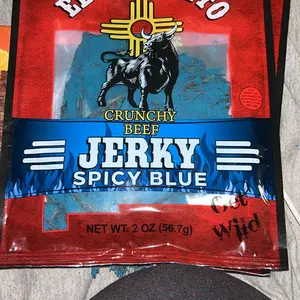 CRUNCHY
BEEF
JERKY
SPICY BLUE
NET WT. 2 OZ (56.7g)
Get
Wild